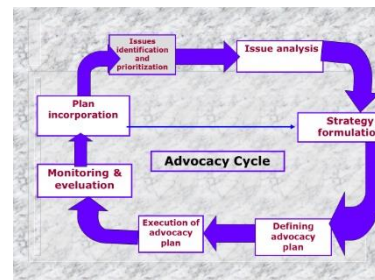 Issues
identification
and
prioritization
Issue analysis
Plan
incorporation
Strategy
formulation
Advocacy Cycle
Monitoring &
eveluation
Execution of
advocacy
plan
Defining
advocacy
plan